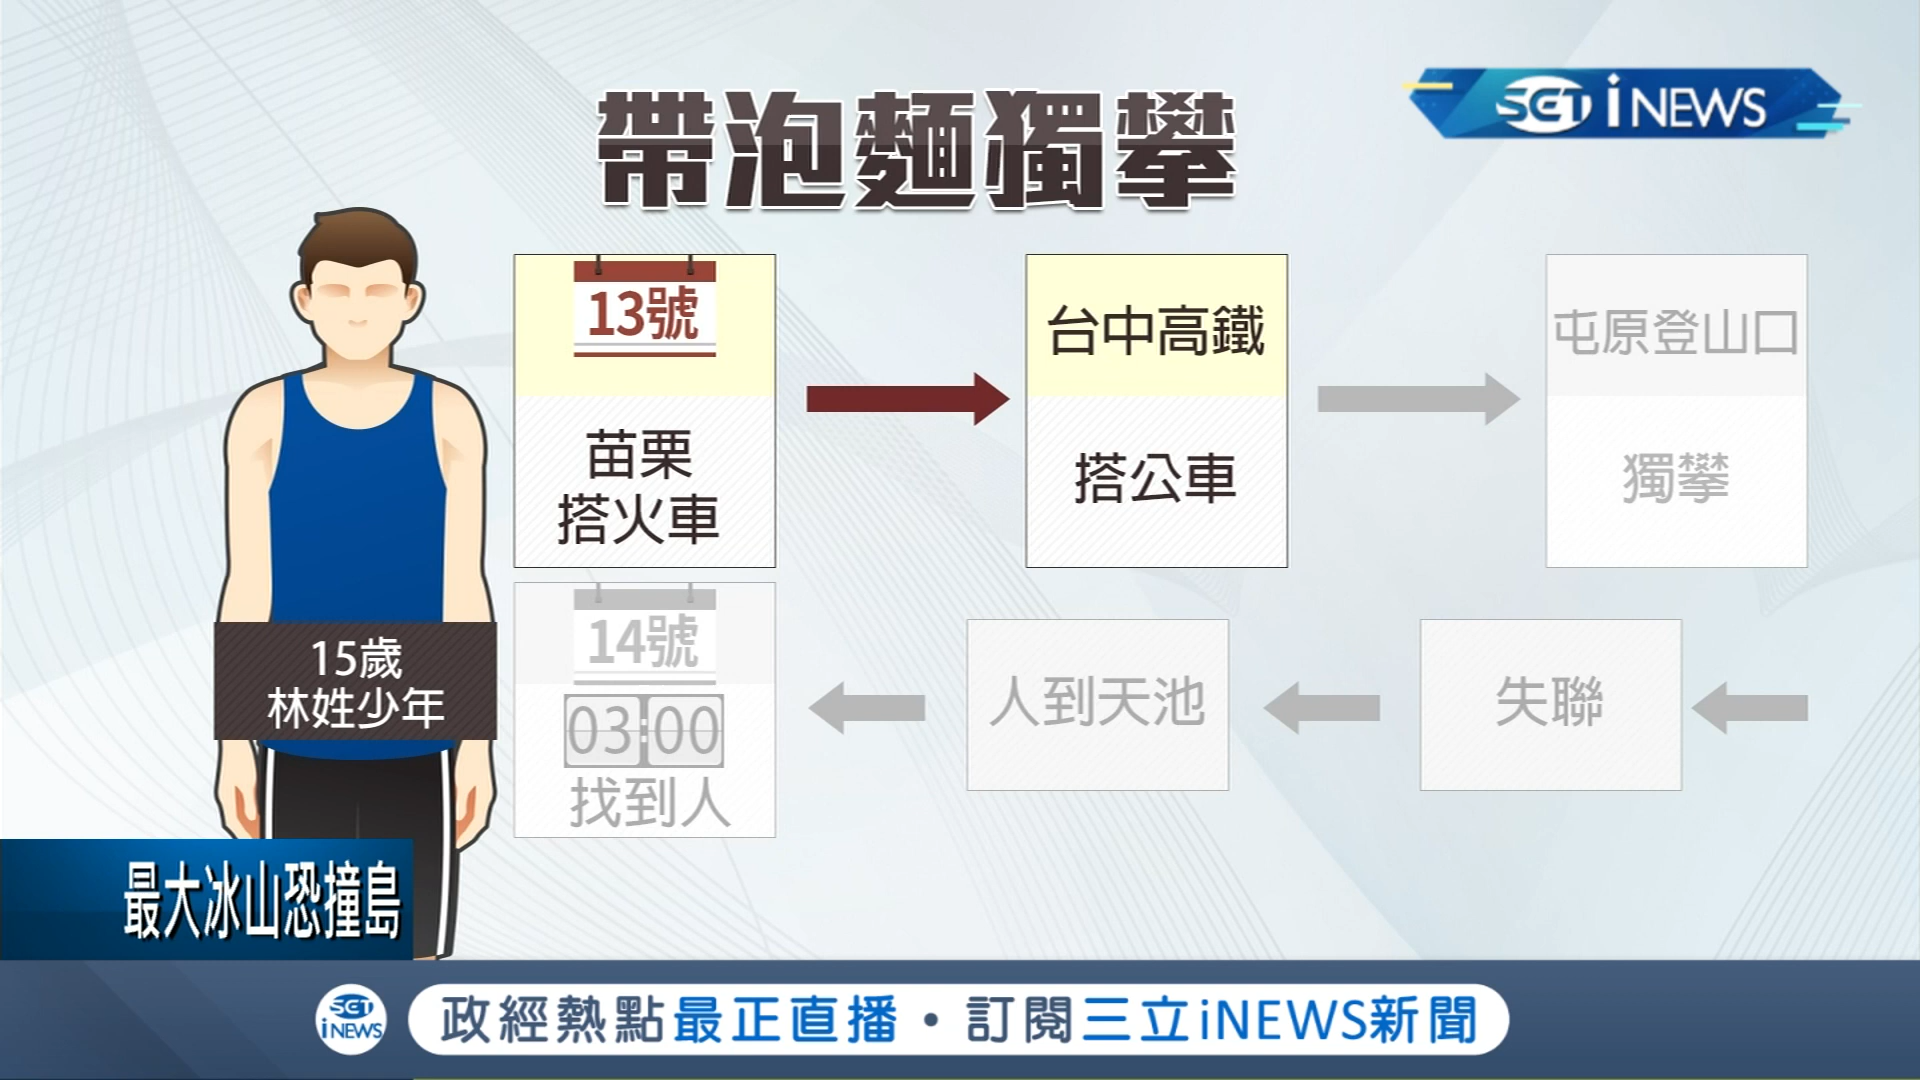 SET iNEWS
帶泡麵獨攀
13號
苗栗
搭火車
台中高鐵
搭公車
屯原登山口
獨攀
15歲
林姓少年
14號
03:00
找到人
人到天池
失聯
最大冰山恐撞島
SET
iNEWS
政經熱點最正直播・訂閱三立iNEWS新聞